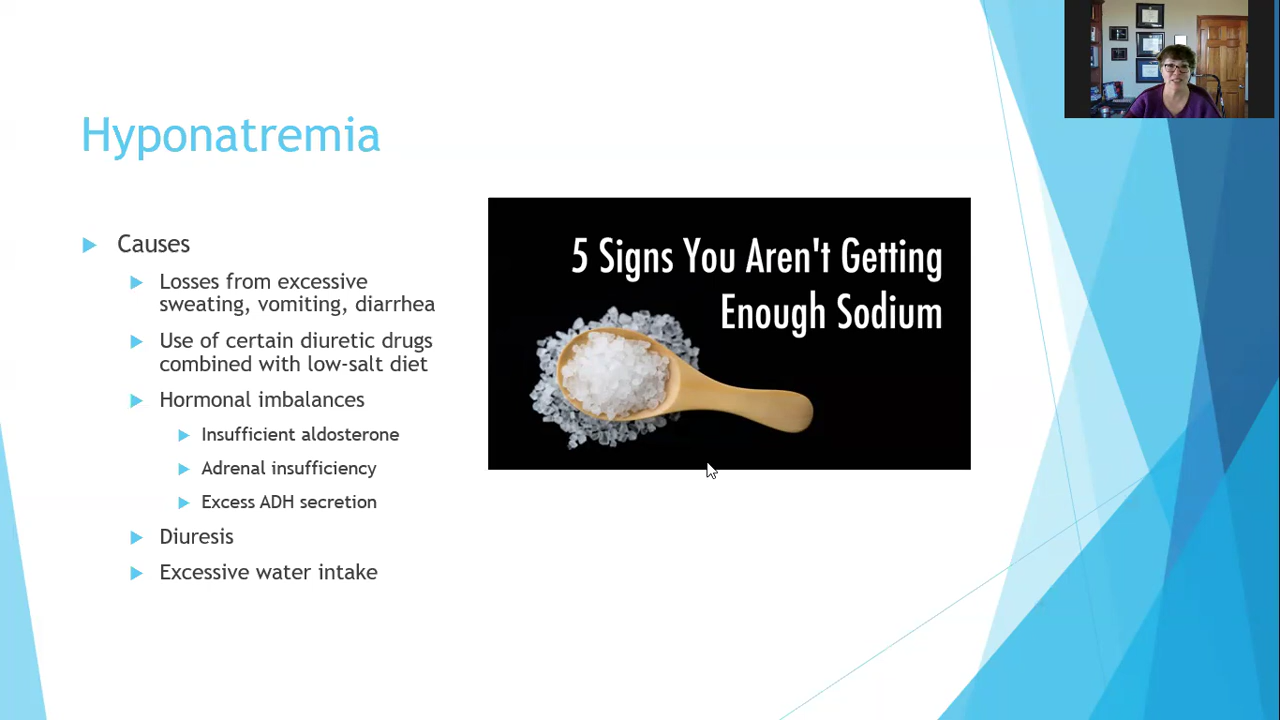 Hyponatremia
Causes
Losses from excessive
sweating, vomiting, diarrhea
Use of certain diuretic drugs
combined with low-salt diet
Hormonal imbalances
Insufficient aldosterone
Adrenal insufficiency
Excess ADH secretion
Diuresis
Excessive water intake
5 Signs You Aren't Getting
Enough Sodium